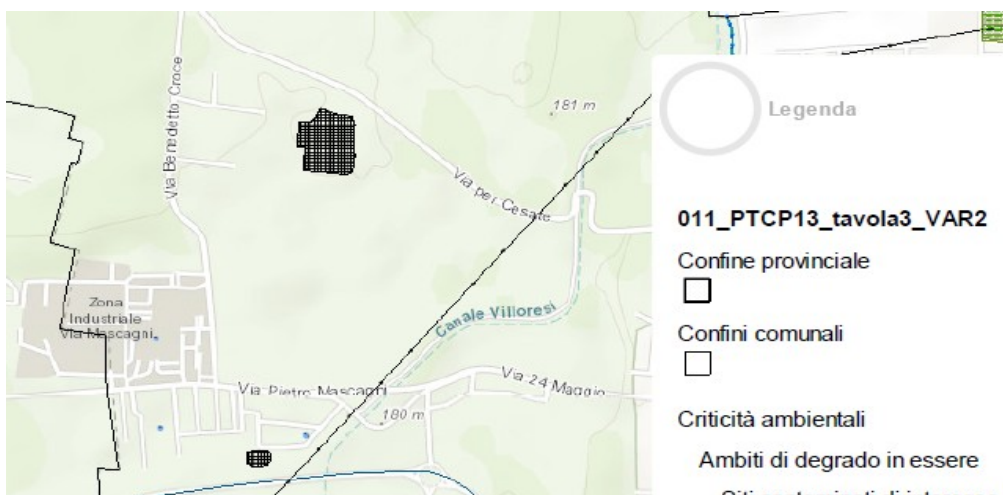 Via Benedetto Croce
181 m
Via per Cesate
Zona
Industriale
Via Mascagni
Canale Villoresi
Via Pietro Mascagni
Via 24 Maggio
180 m
Legenda
011_PTCP13_tavola3_VAR2
Confine provinciale
Confini comunali
Criticità ambientali
Ambiti di degrado in essere